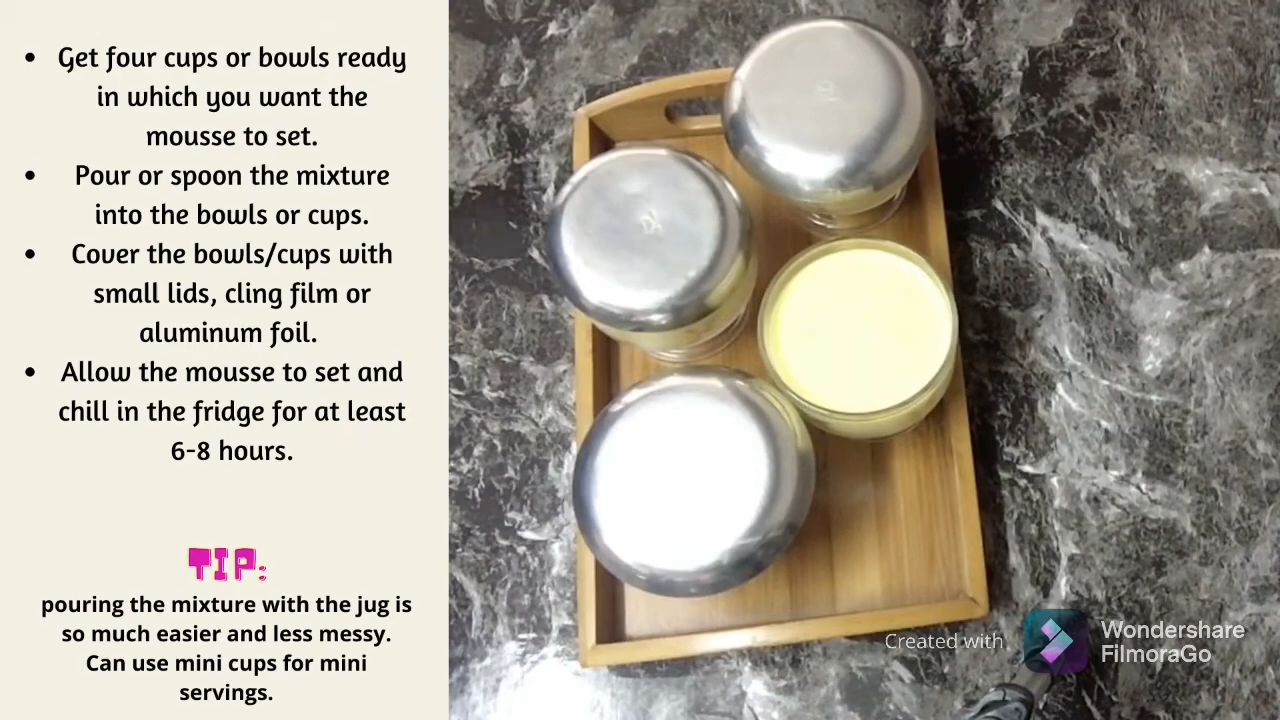 • Get four cups or bowls ready
in which you want the
mousse to set.
• Pour or spoon the mixture
into the bowls or cups.
• Cover the bowls/cups with
small lids, cling film or
aluminum foil.
• Allow the mousse to set and
chill in the fridge for at least
6-8 hours.
TIP:
pouring the mixture with the jug is
so much easier and less messy.
Can use mini cups for mini
servings.
Created with
Wondershare
FilmoraGo